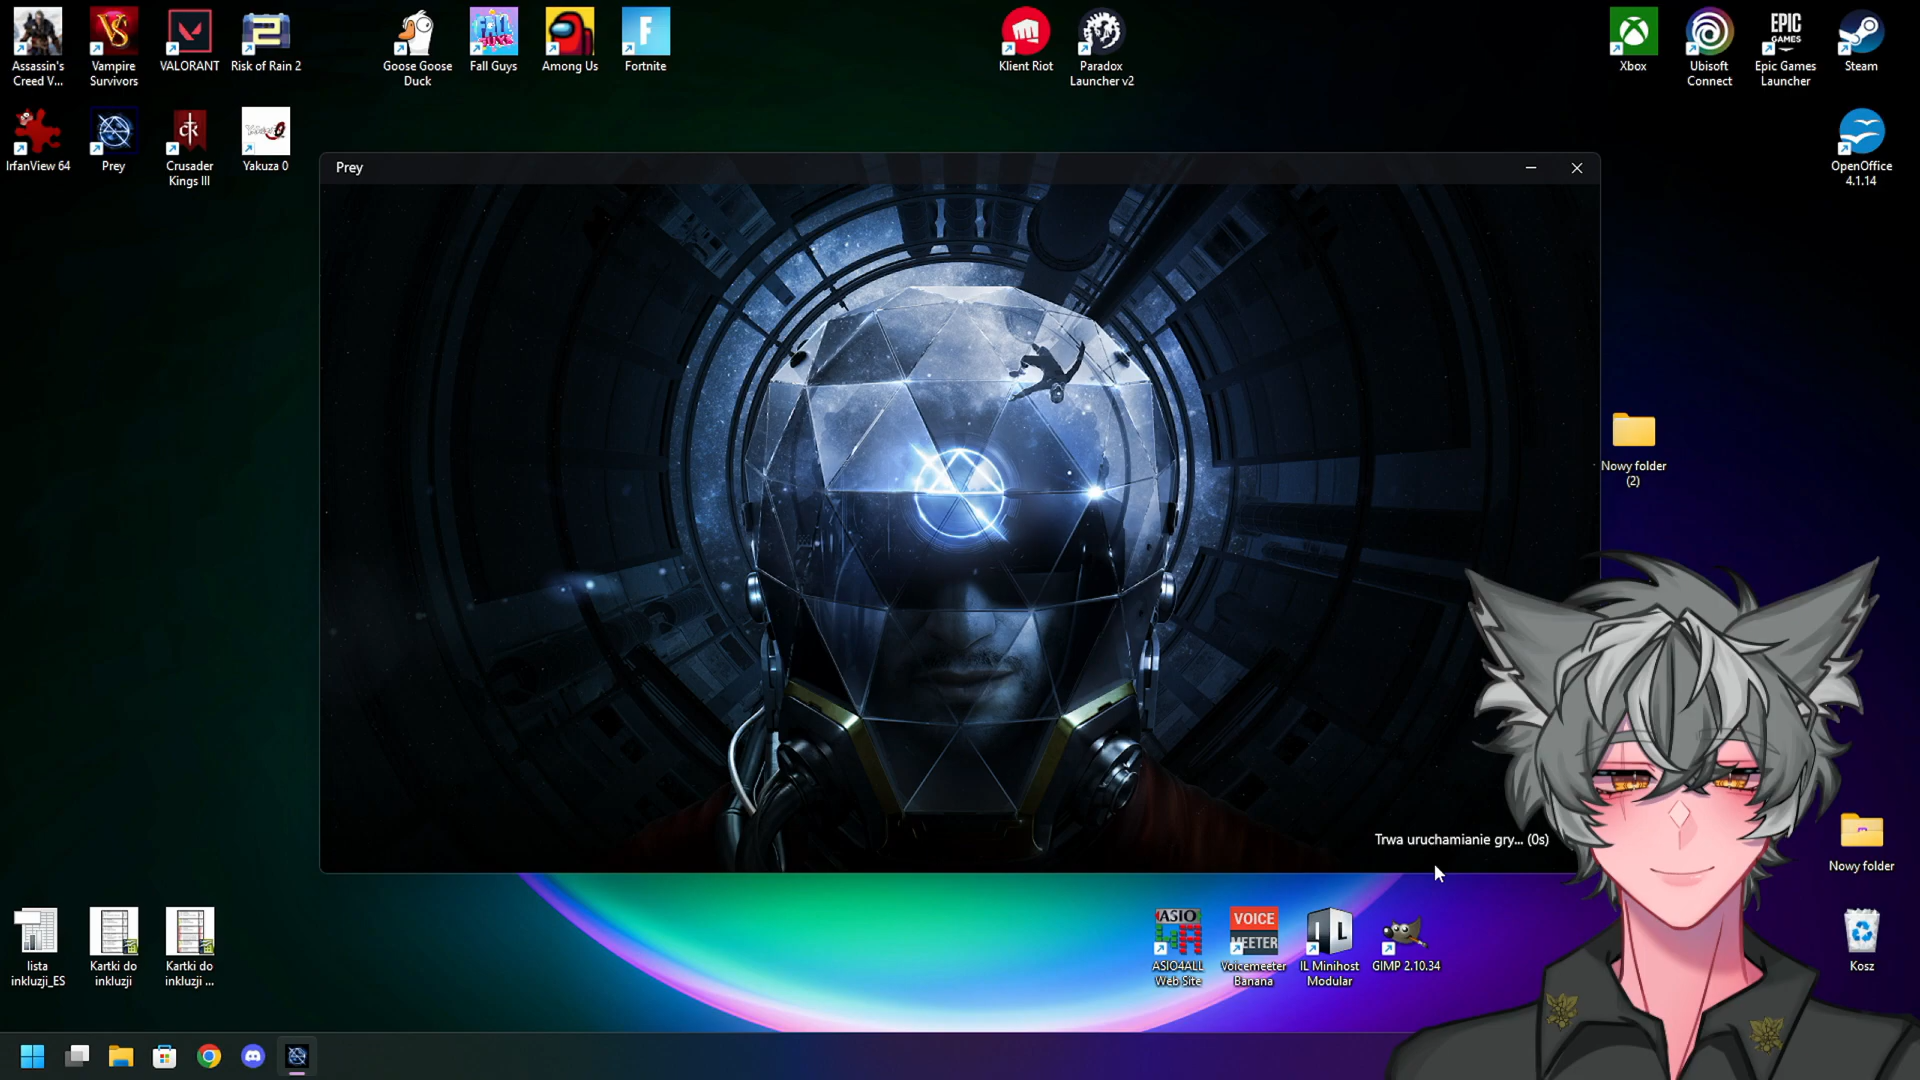 Assassin's
Creed V...
Vampire
Survivors
VALORANT
Risk of Rain 2
Goose Goose
Duck
Fall Guys
Among Us
Fortnite
Klient Riot
Paradox
Launcher v2
Xbox
Ubisoft
Connect
EPIC
GAMES
Epic Games
Launcher
Steam
IrfanView 64
Prey
Crusader
Kings III
Yakuza 0
OpenOffice
4.1.14
Prey
Nowy folder
(2)
Trwa uruchamianie gry... (0s)
Nowy folder
lista
inkluzji_ES
Kartki do
inkluzji
Kartki do
inkluzji ...
ASIO
ASIO4ALL
Web Site
VOICE
MEETER
Voicemeeter
Banana
IL Minihost
Modular
GIMP 2.10.34
Kosz